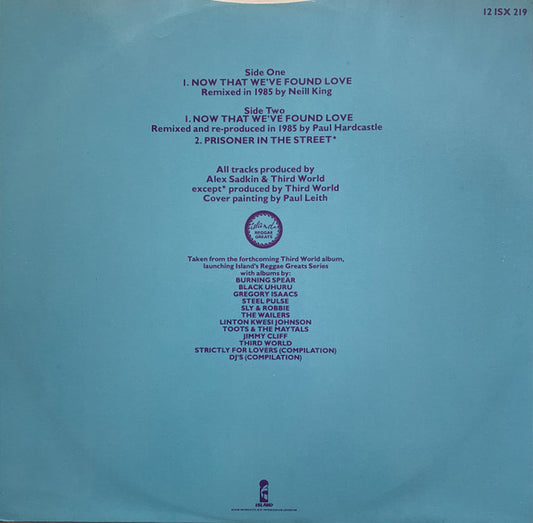 12 ISX 219
Side One
1. NOW THAT WE'VE FOUND LOVE
Remixed in 1985 by Neill King
Side Two
1. NOW THAT WE'VE FOUND LOVE
Remixed and re-produced in 1985 by Paul Hardcastle
2. PRISONER IN THE STREET*
All tracks produced by
Alex Sadkin & Third World
except* produced by Third World
Cover painting by Paul Leith
Island
REGGAE
GREATS
Taken from the forthcoming Third World album,
launching Island's Reggae Greats Series
with albums by:
BURNING SPEAR
BLACK UHURU
GREGORY ISAACS
STEEL PULSE
SLY & ROBBIE
THE WAILERS
LINTON KWESI JOHNSON
TOOTS & THE MAYTALS
JIMMY CLIFF
THIRD WORLD
STRICTLY FOR LOVERS (COMPILATION)
DJ'S (COMPILATION)
ISLAND